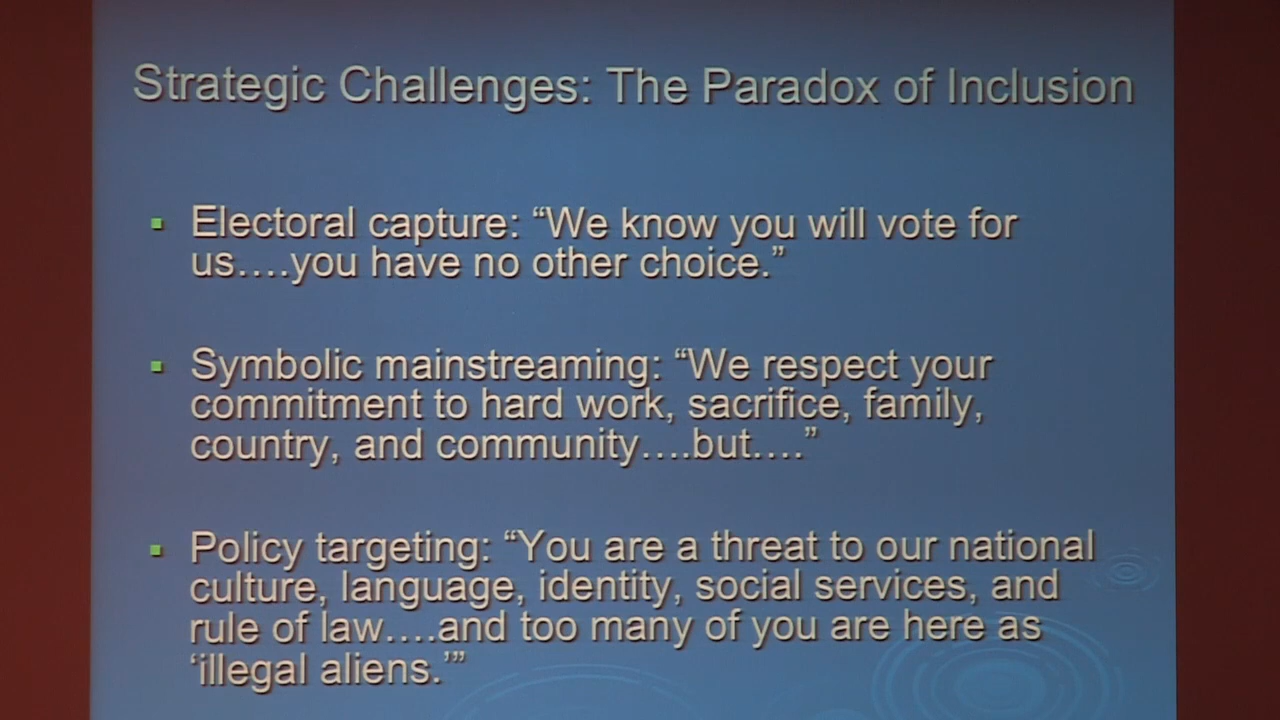 Strategic Challenges: The Paradox of Inclusion
Electoral capture: “We know you will vote for
us….you have no other choice.”
Symbolic mainstreaming: “We respect your
commitment to hard work, sacrifice, family,
country, and community….but….”
Policy targeting: “You are a threat to our national
culture, language, identity, social services, and
rule of law….and too many of you are here as
‘illegal aliens.’”